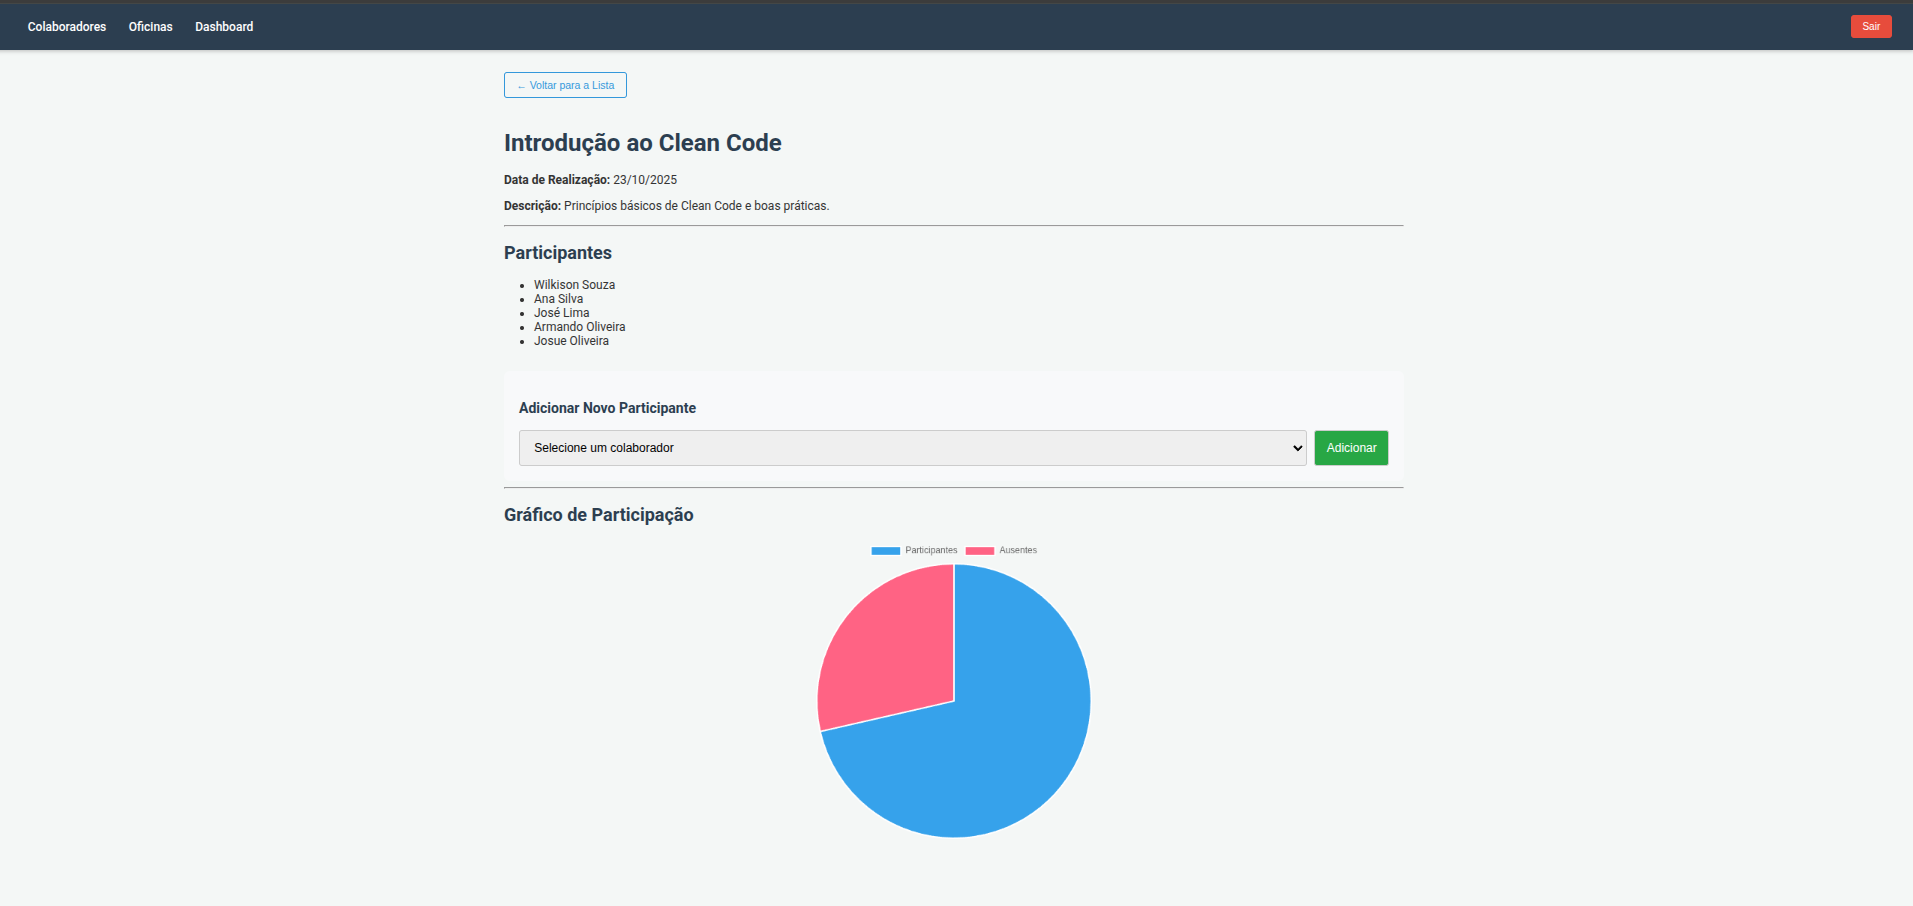 Colaboradores Oficinas Dashboard Sair
← Voltar para a Lista
Introdução ao Clean Code
Data de Realização: 23/10/2025
Descrição: Princípios básicos de Clean Code e boas práticas.
Participantes
Wilkison Souza
Ana Silva
José Lima
Armando Oliveira
Josue Oliveira
Adicionar Novo Participante
Selecione um colaborador Adicionar
Gráfico de Participação
Participantes Ausentes